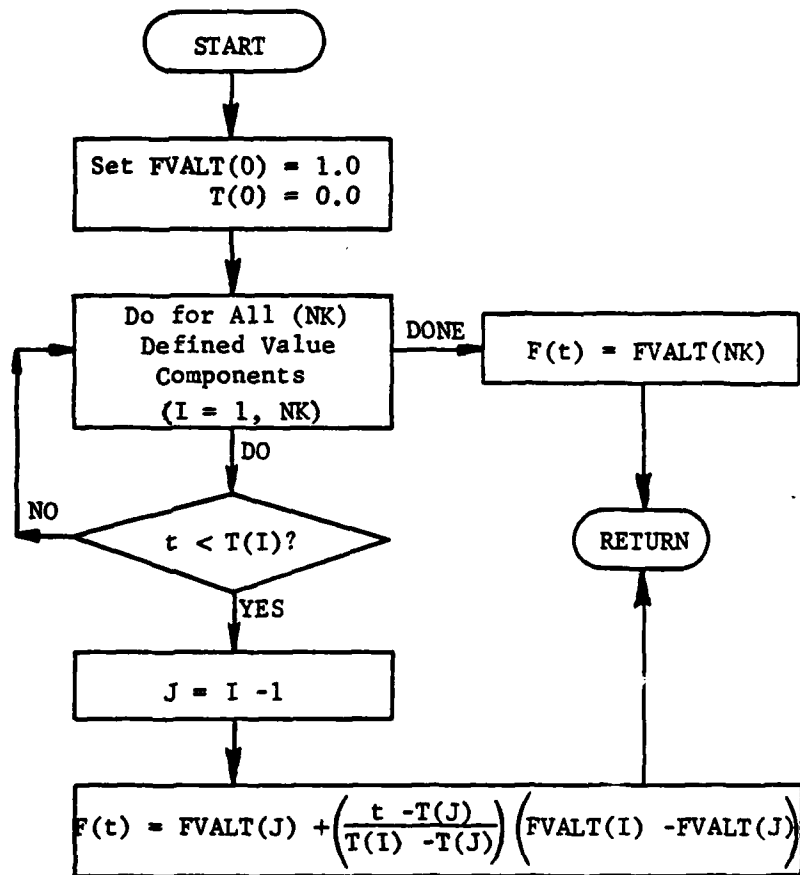 START
Set FVALT(0) = 1.0
T(0) = 0.0
Do for All (NK)
Defined Value
Components
(I = 1, NK)
DONE
F(t) = FVALT(NK)
DO
NO
t < T(I)?
RETURN
YES
J = I -1
F(t) = FVALT(J) + (t -T(J) / T(I) -T(J)) (FVALT(I) -FVALT(J))